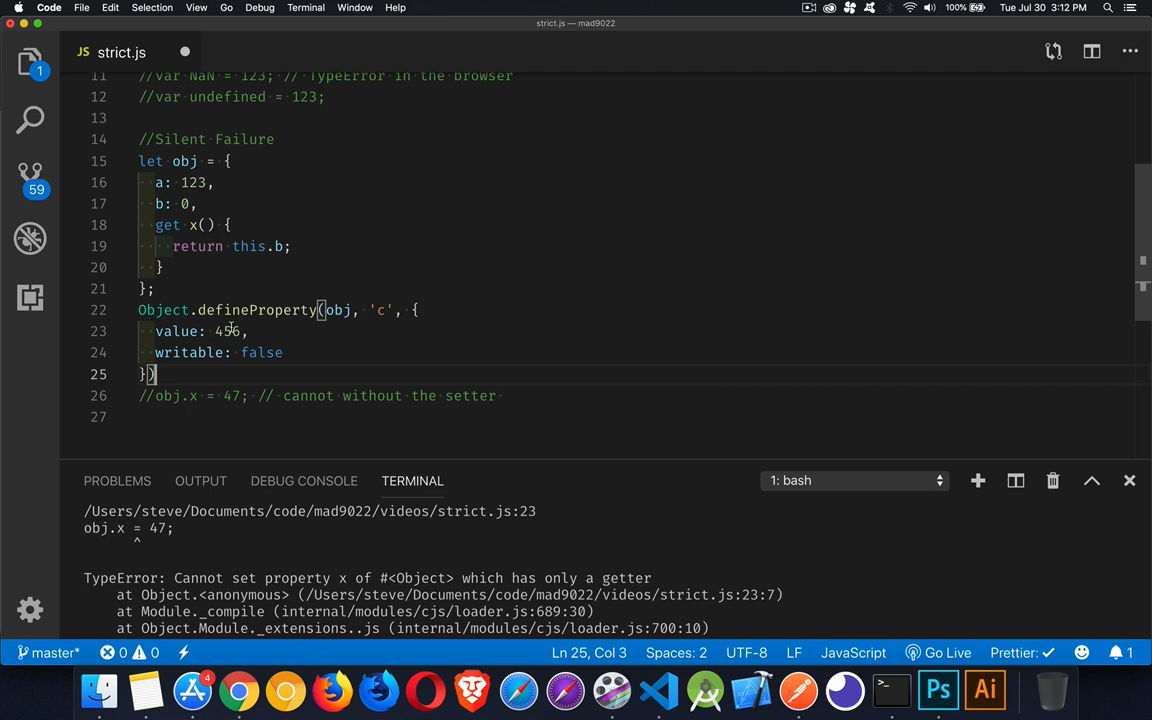 Code File Edit Selection View Go Debug Terminal Window Help 100% Tue Jul 30 3:12 PM
strict.js — mad9022
1
JS strict.js
11 //var NaN = 123; // TypeError in the browser
12 //var undefined = 123;
13
14 //Silent Failure
15 let obj = {
16 a: 123,
17 b: 0,
18 get x() {
19 return this.b;
20 }
21 };
22 Object.defineProperty(obj, 'c', {
23 value: 456,
24 writable: false
25 })
26 //obj.x = 47; // cannot without the setter
27
59
PROBLEMS OUTPUT DEBUG CONSOLE TERMINAL 1: bash
/Users/steve/Documents/code/mad9022/videos/strict.js:23
obj.x = 47;
^
TypeError: Cannot set property x of #<Object> which has only a getter
at Object.<anonymous> (/Users/steve/Documents/code/mad9022/videos/strict.js:23:7)
at Module._compile (internal/modules/cjs/loader.js:689:30)
at Object.Module._extensions..js (internal/modules/cjs/loader.js:700:10)
master* 0 0 Ln 25, Col 3 Spaces: 2 UTF-8 LF JavaScript Go Live Prettier: ✓ 1
4
>_
Ps
Ai